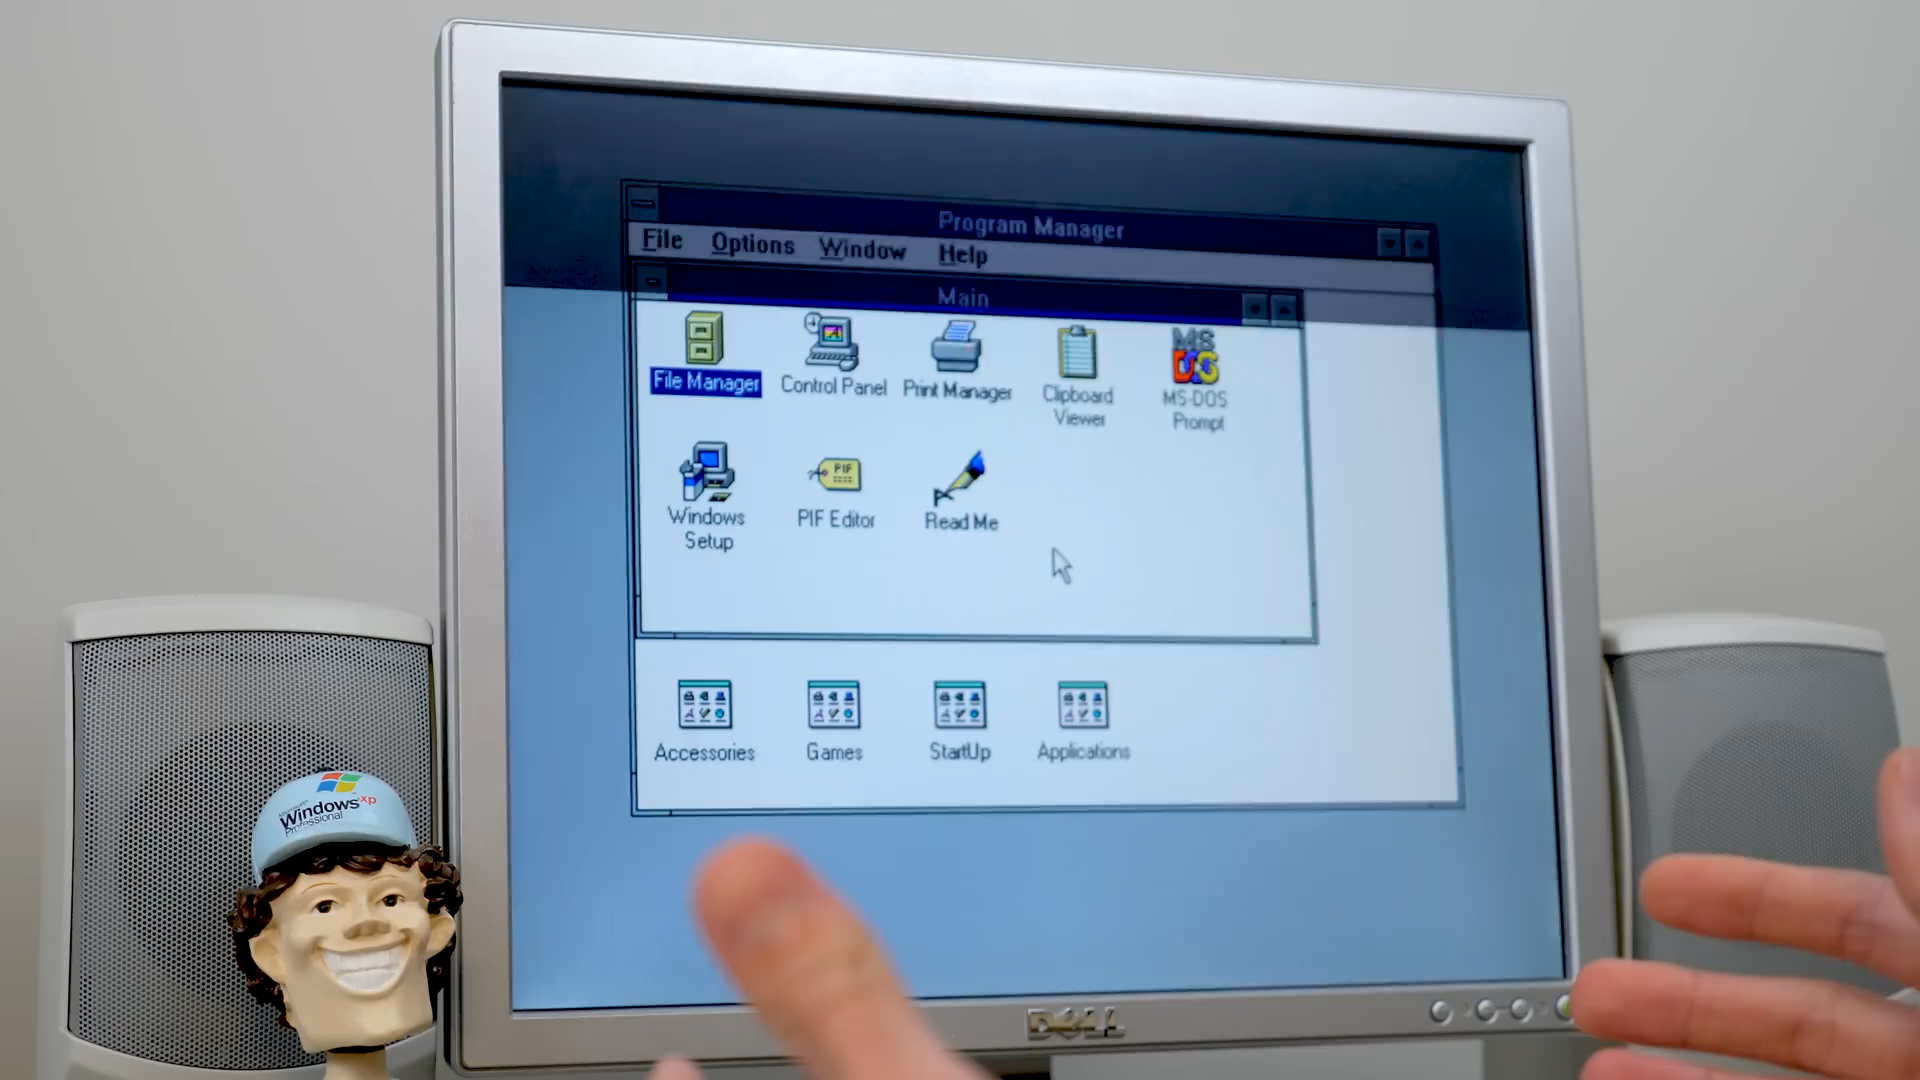 Program Manager
File Options Window Help
Main
File Manager
Control Panel
Print Manager
Clipboard
Viewer
MS-DOS
Prompt
MS
DOS
Windows
Setup
PIF
PIF Editor
Read Me
Accessories
Games
StartUp
Applications
Microsoft
Windows xp
Professional
DELL